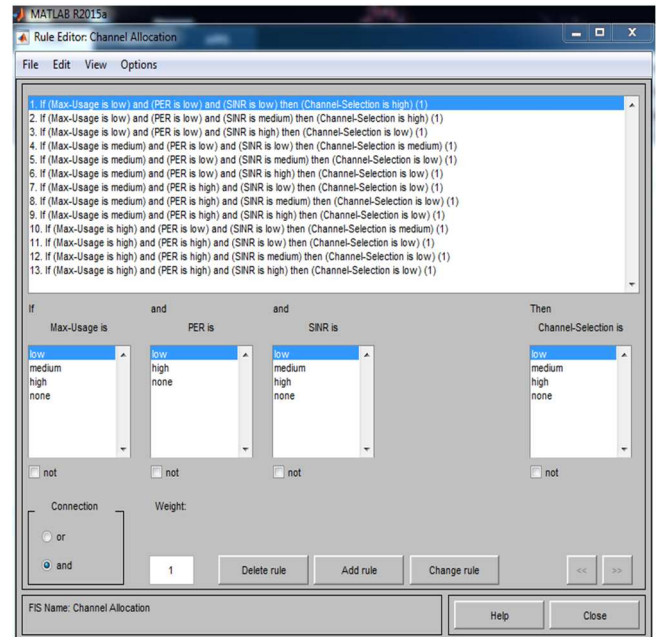 MATLAB R2015a
Rule Editor: Channel Allocation
File Edit View Options
1. If (Max-Usage is low) and (PER is low) and (SINR is low) then (Channel-Selection is high) (1)
2. If (Max-Usage is low) and (PER is low) and (SINR is medium) then (Channel-Selection is high) (1)
3. If (Max-Usage is low) and (PER is low) and (SINR is high) then (Channel-Selection is low) (1)
4. If (Max-Usage is medium) and (PER is low) and (SINR is low) then (Channel-Selection is medium) (1)
5. If (Max-Usage is medium) and (PER is low) and (SINR is medium) then (Channel-Selection is low) (1)
6. If (Max-Usage is medium) and (PER is low) and (SINR is high) then (Channel-Selection is low) (1)
7. If (Max-Usage is medium) and (PER is high) and (SINR is low) then (Channel-Selection is low) (1)
8. If (Max-Usage is medium) and (PER is high) and (SINR is medium) then (Channel-Selection is low) (1)
9. If (Max-Usage is medium) and (PER is high) and (SINR is high) then (Channel-Selection is low) (1)
10. If (Max-Usage is high) and (PER is low) and (SINR is low) then (Channel-Selection is medium) (1)
11. If (Max-Usage is high) and (PER is high) and (SINR is low) then (Channel-Selection is low) (1)
12. If (Max-Usage is high) and (PER is high) and (SINR is medium) then (Channel-Selection is low) (1)
13. If (Max-Usage is high) and (PER is high) and (SINR is high) then (Channel-Selection is low) (1)
If and and Then
Max-Usage is PER is SINR is Channel-Selection is
low low low low
medium high medium medium
high none high high
none none none
not not not not
Connection Weight:
or
and 1 Delete rule Add rule Change rule << >>
FIS Name: Channel Allocation Help Close